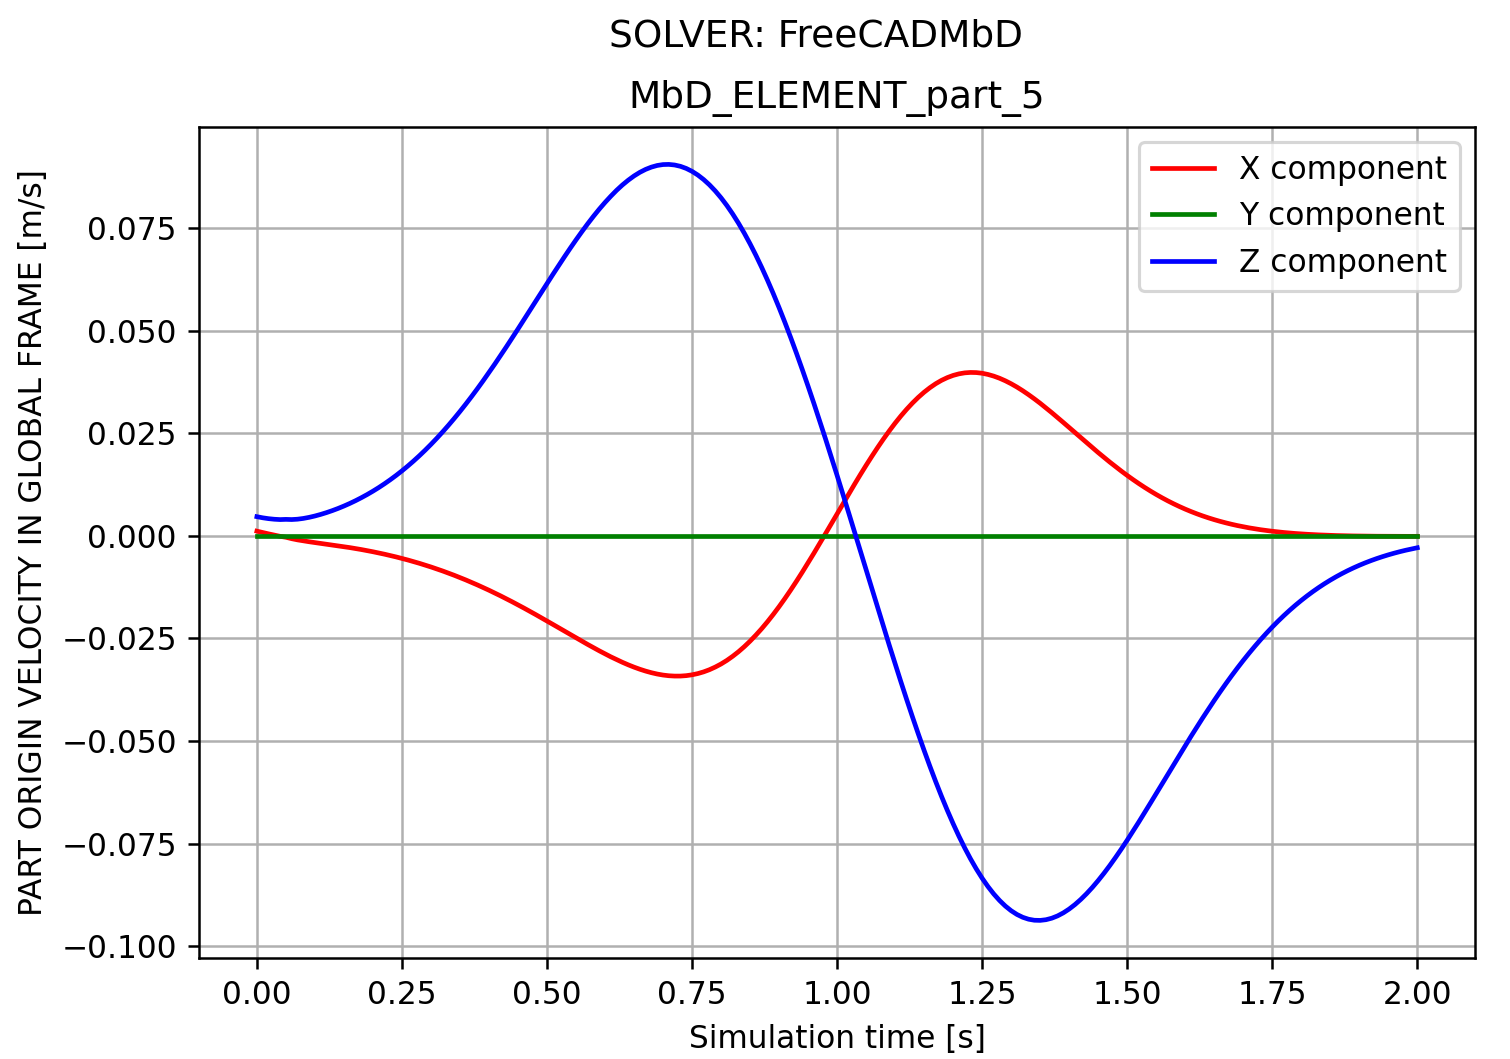 SOLVER: FreeCADMbD
MbD_ELEMENT_part_5
PART ORIGIN VELOCITY IN GLOBAL FRAME [m/s]
X component
Y component
Z component
0.075
0.050
0.025
0.000
−0.025
−0.050
−0.075
−0.100
0.00 0.25 0.50 0.75 1.00 1.25 1.50 1.75 2.00
Simulation time [s]